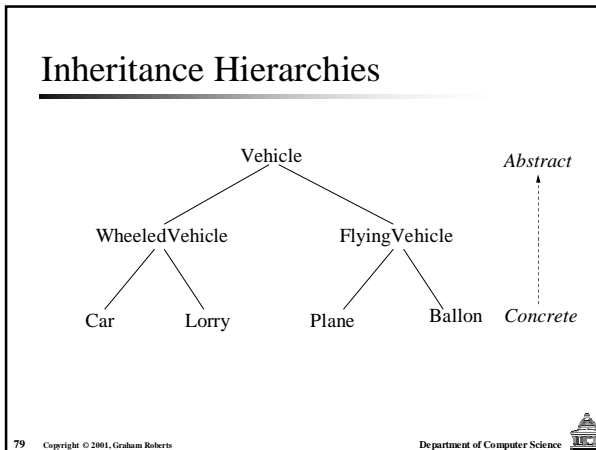 Inheritance Hierarchies
Vehicle
Abstract
WheeledVehicle
FlyingVehicle
Car
Lorry
Plane
Ballon
Concrete
79 Copyright © 2001, Graham Roberts
Department of Computer Science